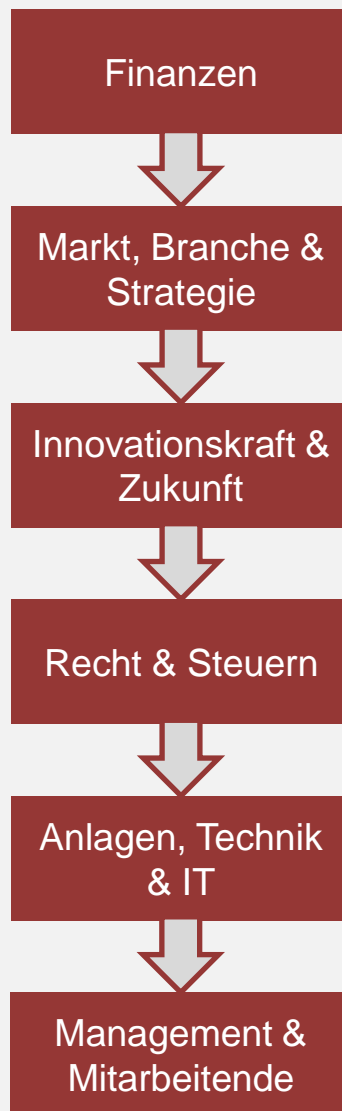 Finanzen
Markt, Branche &
Strategie
Innovationskraft &
Zukunft
Recht & Steuern
Anlagen, Technik
& IT
Management &
Mitarbeitende